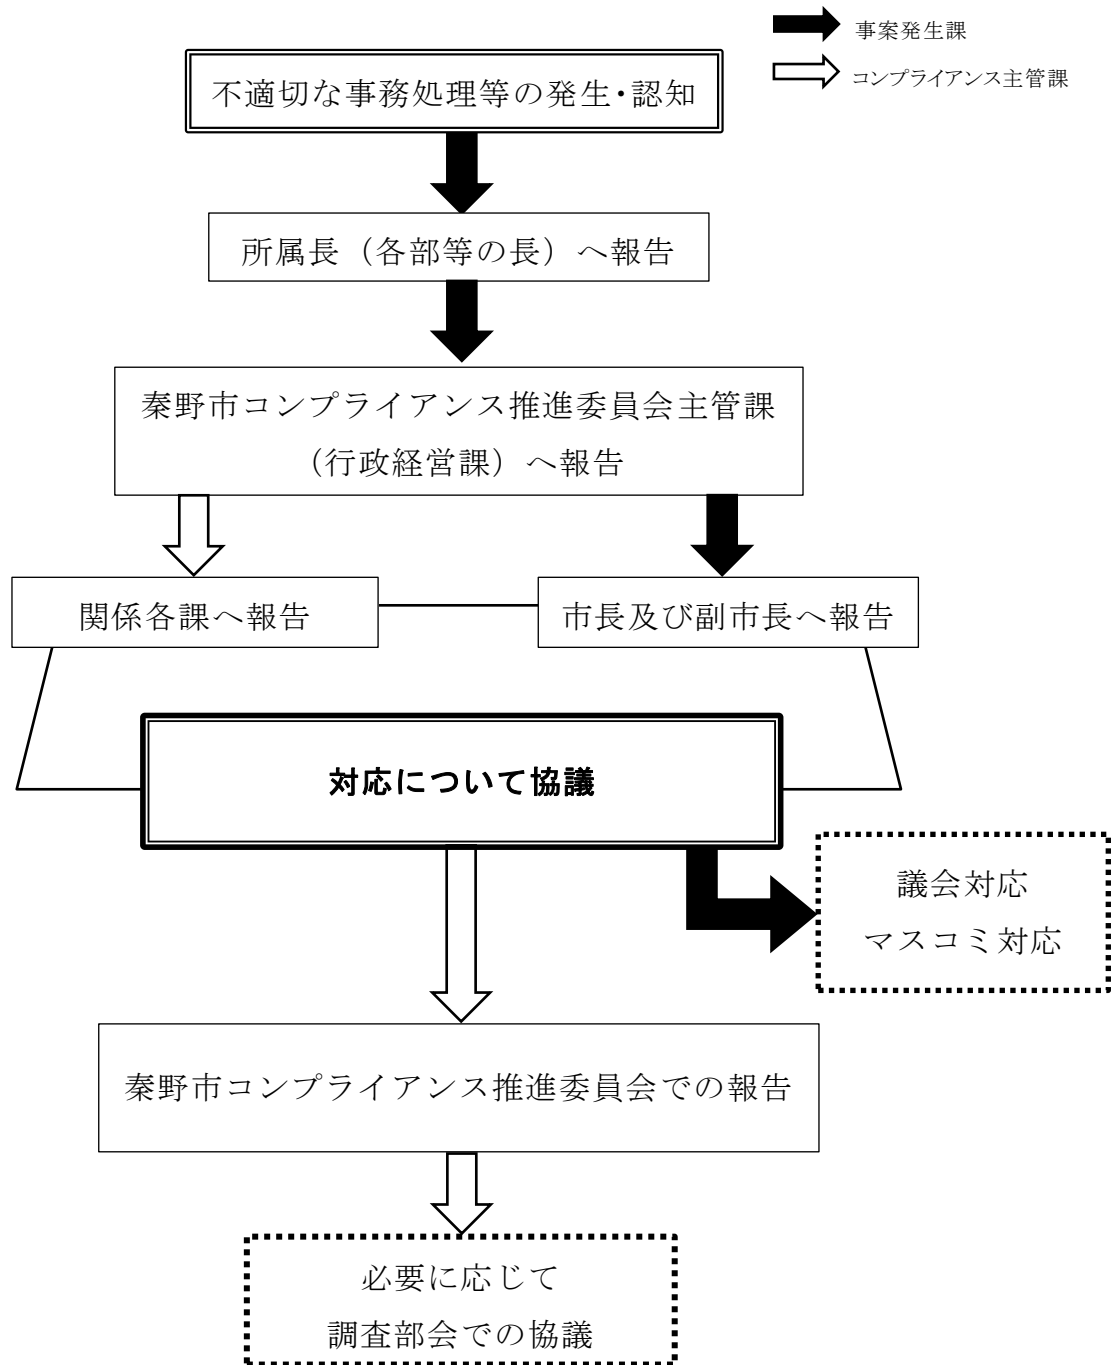 事案発生課
コンプライアンス主管課
不適切な事務処理等の発生・認知
所属長（各部等の長）へ報告
秦野市コンプライアンス推進委員会主管課
（行政経営課）へ報告
関係各課へ報告
市長及び副市長へ報告
対応について協議
議会対応
マスコミ対応
秦野市コンプライアンス推進委員会での報告
必要に応じて
調査部会での協議